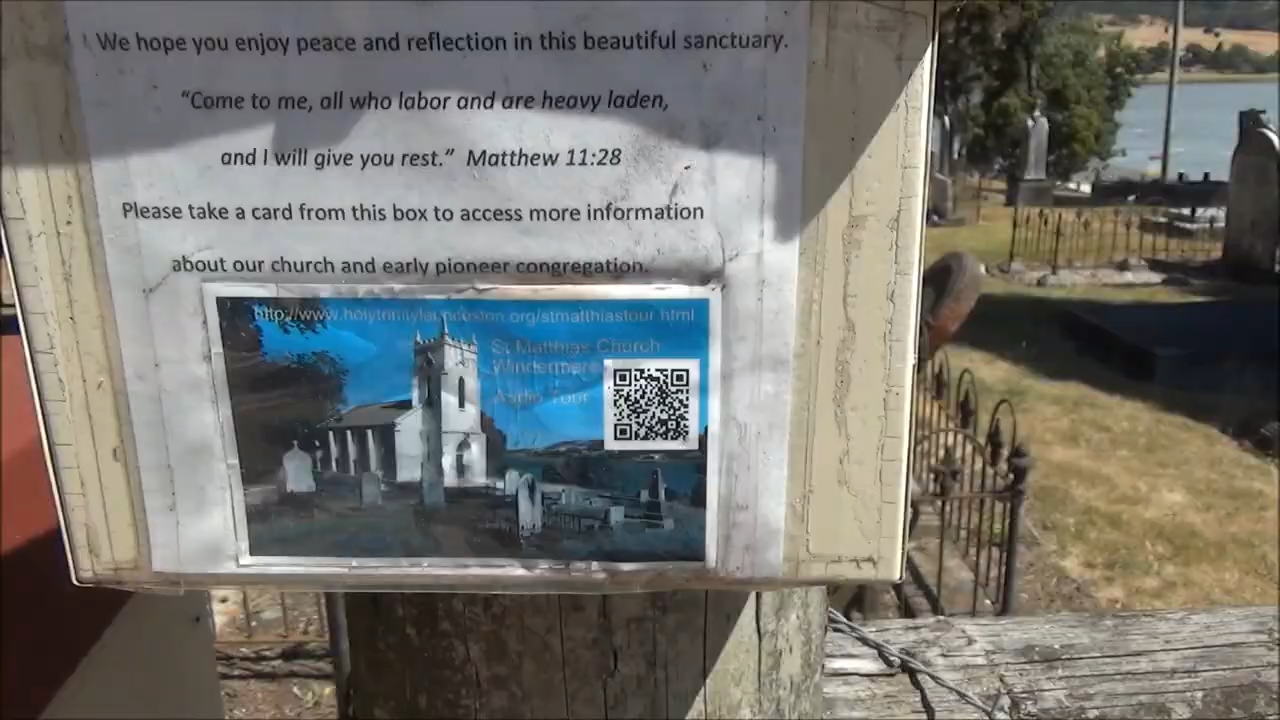 We hope you enjoy peace and reflection in this beautiful sanctuary.
“Come to me, all who labor and are heavy laden,
and I will give you rest.” Matthew 11:28
Please take a card from this box to access more information
about our church and early pioneer congregation.
http://www.holytrinitylaunceston.org/stmatthiastour.html
St Matthias Church
Windermere
Audio Tour